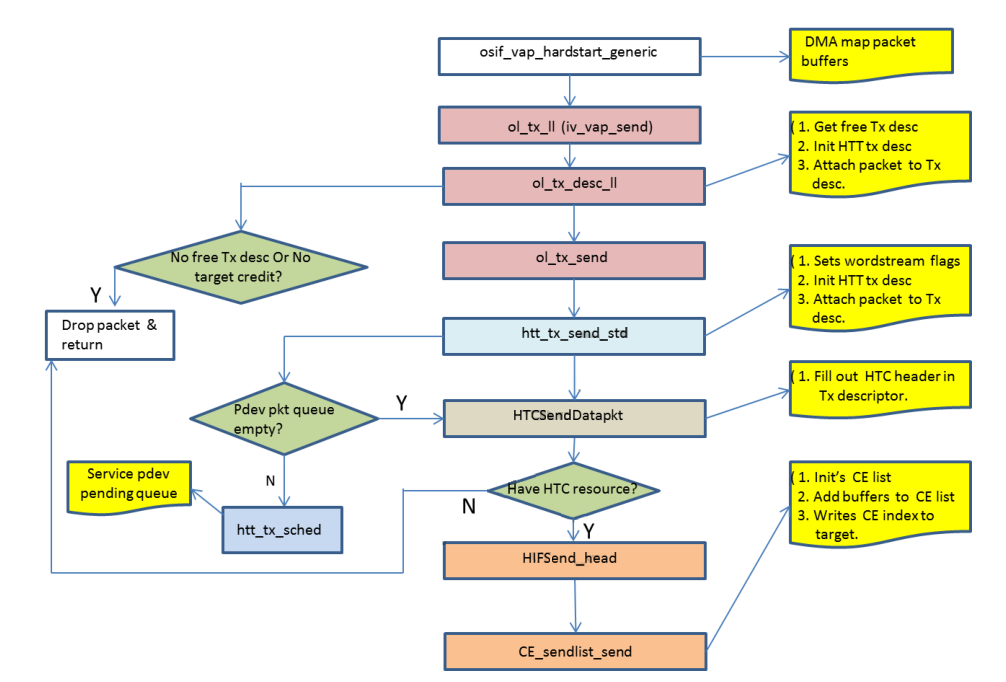 osif_vap_hardstart_generic
DMA map packet
buffers
ol_tx_ll (iv_vap_send)
( 1. Get free Tx desc
2. Init HTT tx desc
3. Attach packet to Tx
desc.
ol_tx_desc_ll
No free Tx desc Or No
target credit?
ol_tx_send
( 1. Sets wordstream flags
2. Init HTT tx desc
3. Attach packet to Tx
desc.
Y
Drop packet &
return
htt_tx_send_std
( 1. Fill out HTC header in
Tx descriptor.
Pdev pkt queue
empty?
Y
HTCSendDatapkt
Service pdev
pending queue
N
Have HTC resource?
N
( 1. Init's CE list
2. Add buffers to CE list
3. Writes CE index to
target.
htt_tx_sched
Y
HIFSend_head
CE_sendlist_send